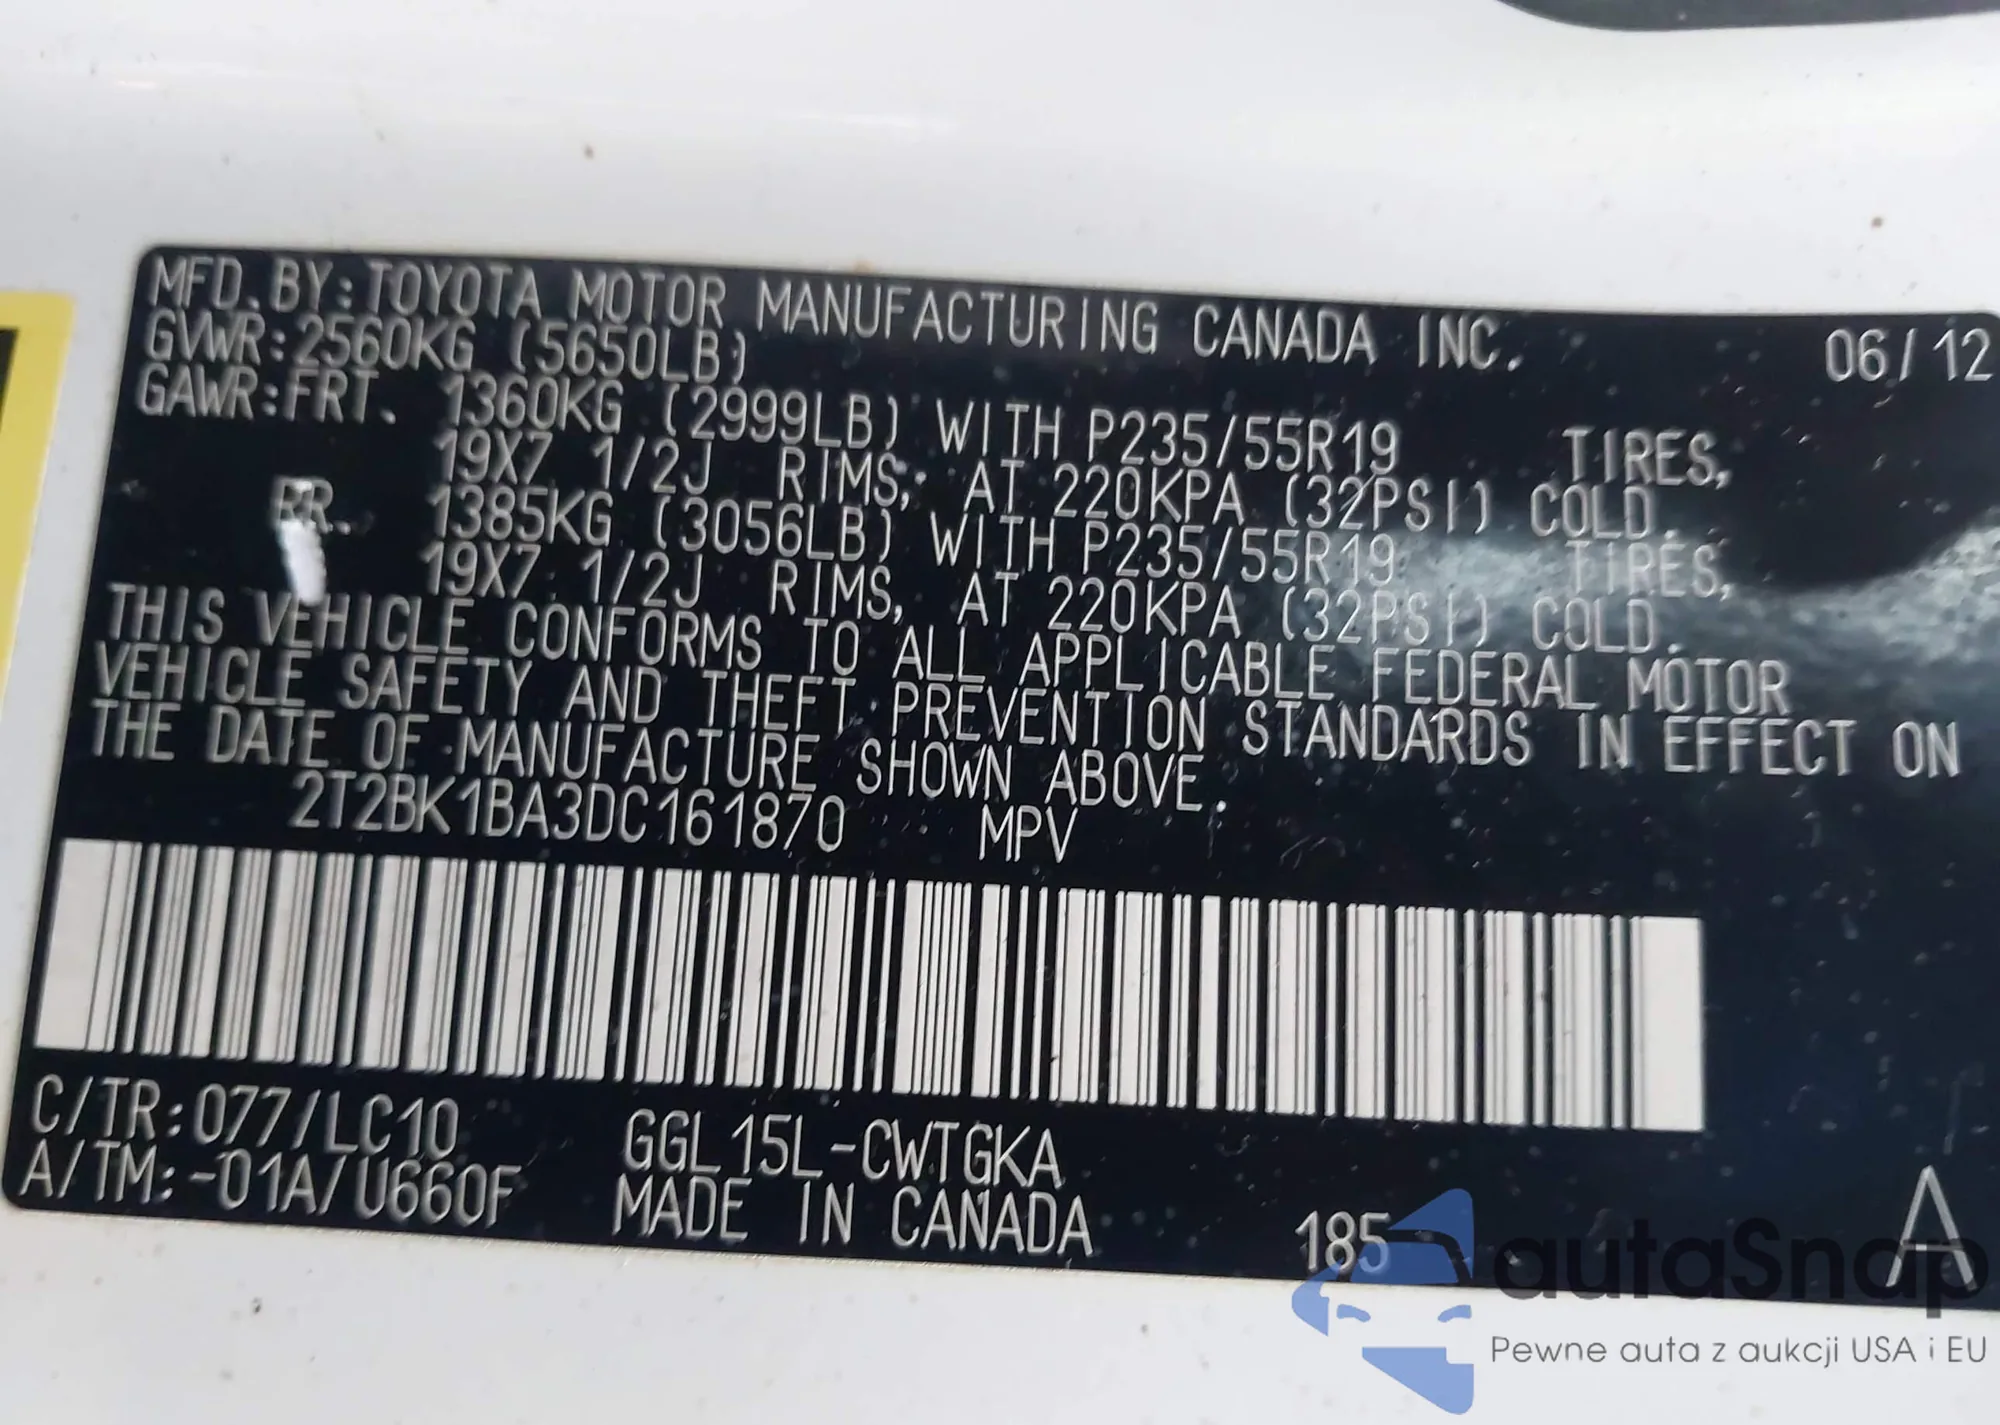 MFD. BY: TOYOTA MOTOR MANUFACTURING CANADA INC. 06/12
GVWR: 2560KG (5650LB)
GAWR: FRT. 1360KG (2999LB) WITH P235/55R19 TIRES,
19X7 1/2J RIMS, AT 220KPA (32PSI) COLD.
RR. 1385KG (3056LB) WITH P235/55R19 TIRES,
19X7 1/2J RIMS, AT 220KPA (32PSI) COLD.
THIS VEHICLE CONFORMS TO ALL APPLICABLE FEDERAL MOTOR
VEHICLE SAFETY AND THEFT PREVENTION STANDARDS IN EFFECT ON
THE DATE OF MANUFACTURE SHOWN ABOVE.
2T2BK1BA3DC161870 MPV
C/TR: 077/LC10 GGL15L-CWTGKA
A/TM: -01A/U660F MADE IN CANADA 185 A
autaSnap
Pewne auta z aukcji USA i EU